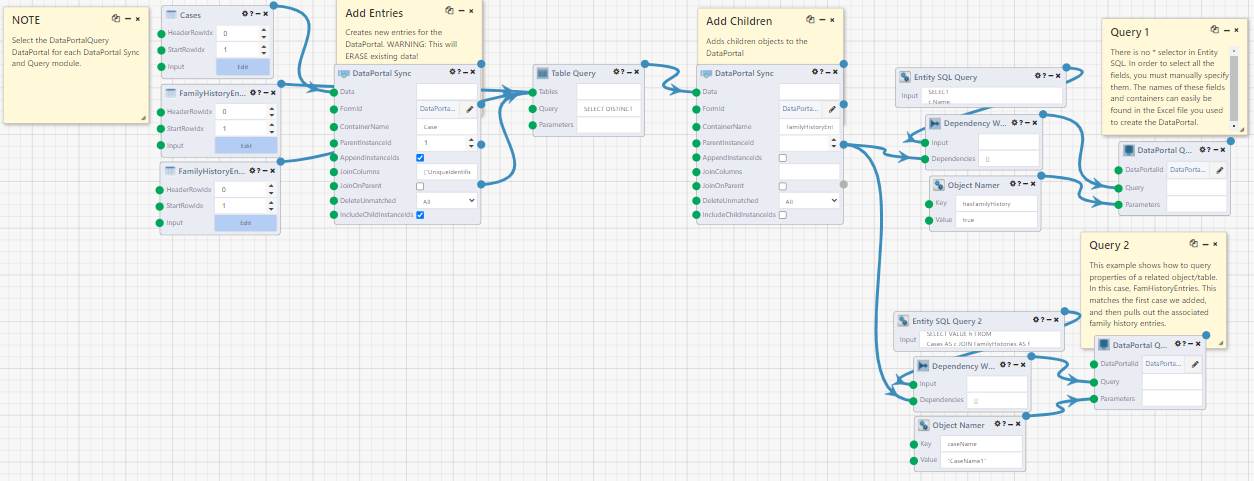 NOTE
Select the DataPortalQuery
DataPortal for each DataPortal Sync
and Query module.
Cases
HeaderRowIdx 0
StartRowIdx 1
Input Edit
FamilyHistoryEn...
HeaderRowIdx 0
StartRowIdx 1
Input Edit
FamilyHistoryEn...
HeaderRowIdx 0
StartRowIdx 1
Input Edit
Add Entries
Creates new entries for the
DataPortal. WARNING: This will
ERASE existing data!
DataPortal Sync
Data
FormId DataPorta...
ContainerName Case
ParentInstanceId 1
AppendInstanceIds
JoinColumns ["UniqueIdentifie
JoinOnParent
DeleteUnmatched All
IncludeChildInstanceIds
Table Query
Tables
Query SELECT DISTINCT
Parameters
Add Children
Adds children objects to the
DataPortal
DataPortal Sync
Data
FormId DataPorta...
ContainerName FamilyHistoryEnt
ParentInstanceId
AppendInstanceIds
JoinColumns
JoinOnParent
DeleteUnmatched All
IncludeChildInstanceIds
Entity SQL Query
Input SELECT
c.Name,
Dependency W...
Input
Dependencies []
Object Namer
Key hasFamilyHistory
Value true
Query 1
There is no * selector in Entity
SQL. In order to select all the
fields, you must manually specify
them. The names of these fields
and containers can easily be
found in the Excel file you used
to create the DataPortal.
DataPortal Q...
DataPortalId DataPorta...
Query
Parameters
Query 2
This example shows how to query
properties of a related object/table.
In this case, FamHistoryEntries. This
matches the first case we added,
and then pulls out the associated
family history entries.
Entity SQL Query 2
Input SELECT VALUE h FROM
Cases AS c JOIN FamilyHistories AS f
Dependency W...
Input
Dependencies []
Object Namer
Key caseName
Value "CaseName1"
DataPortal Q...
DataPortalId DataPorta...
Query
Parameters